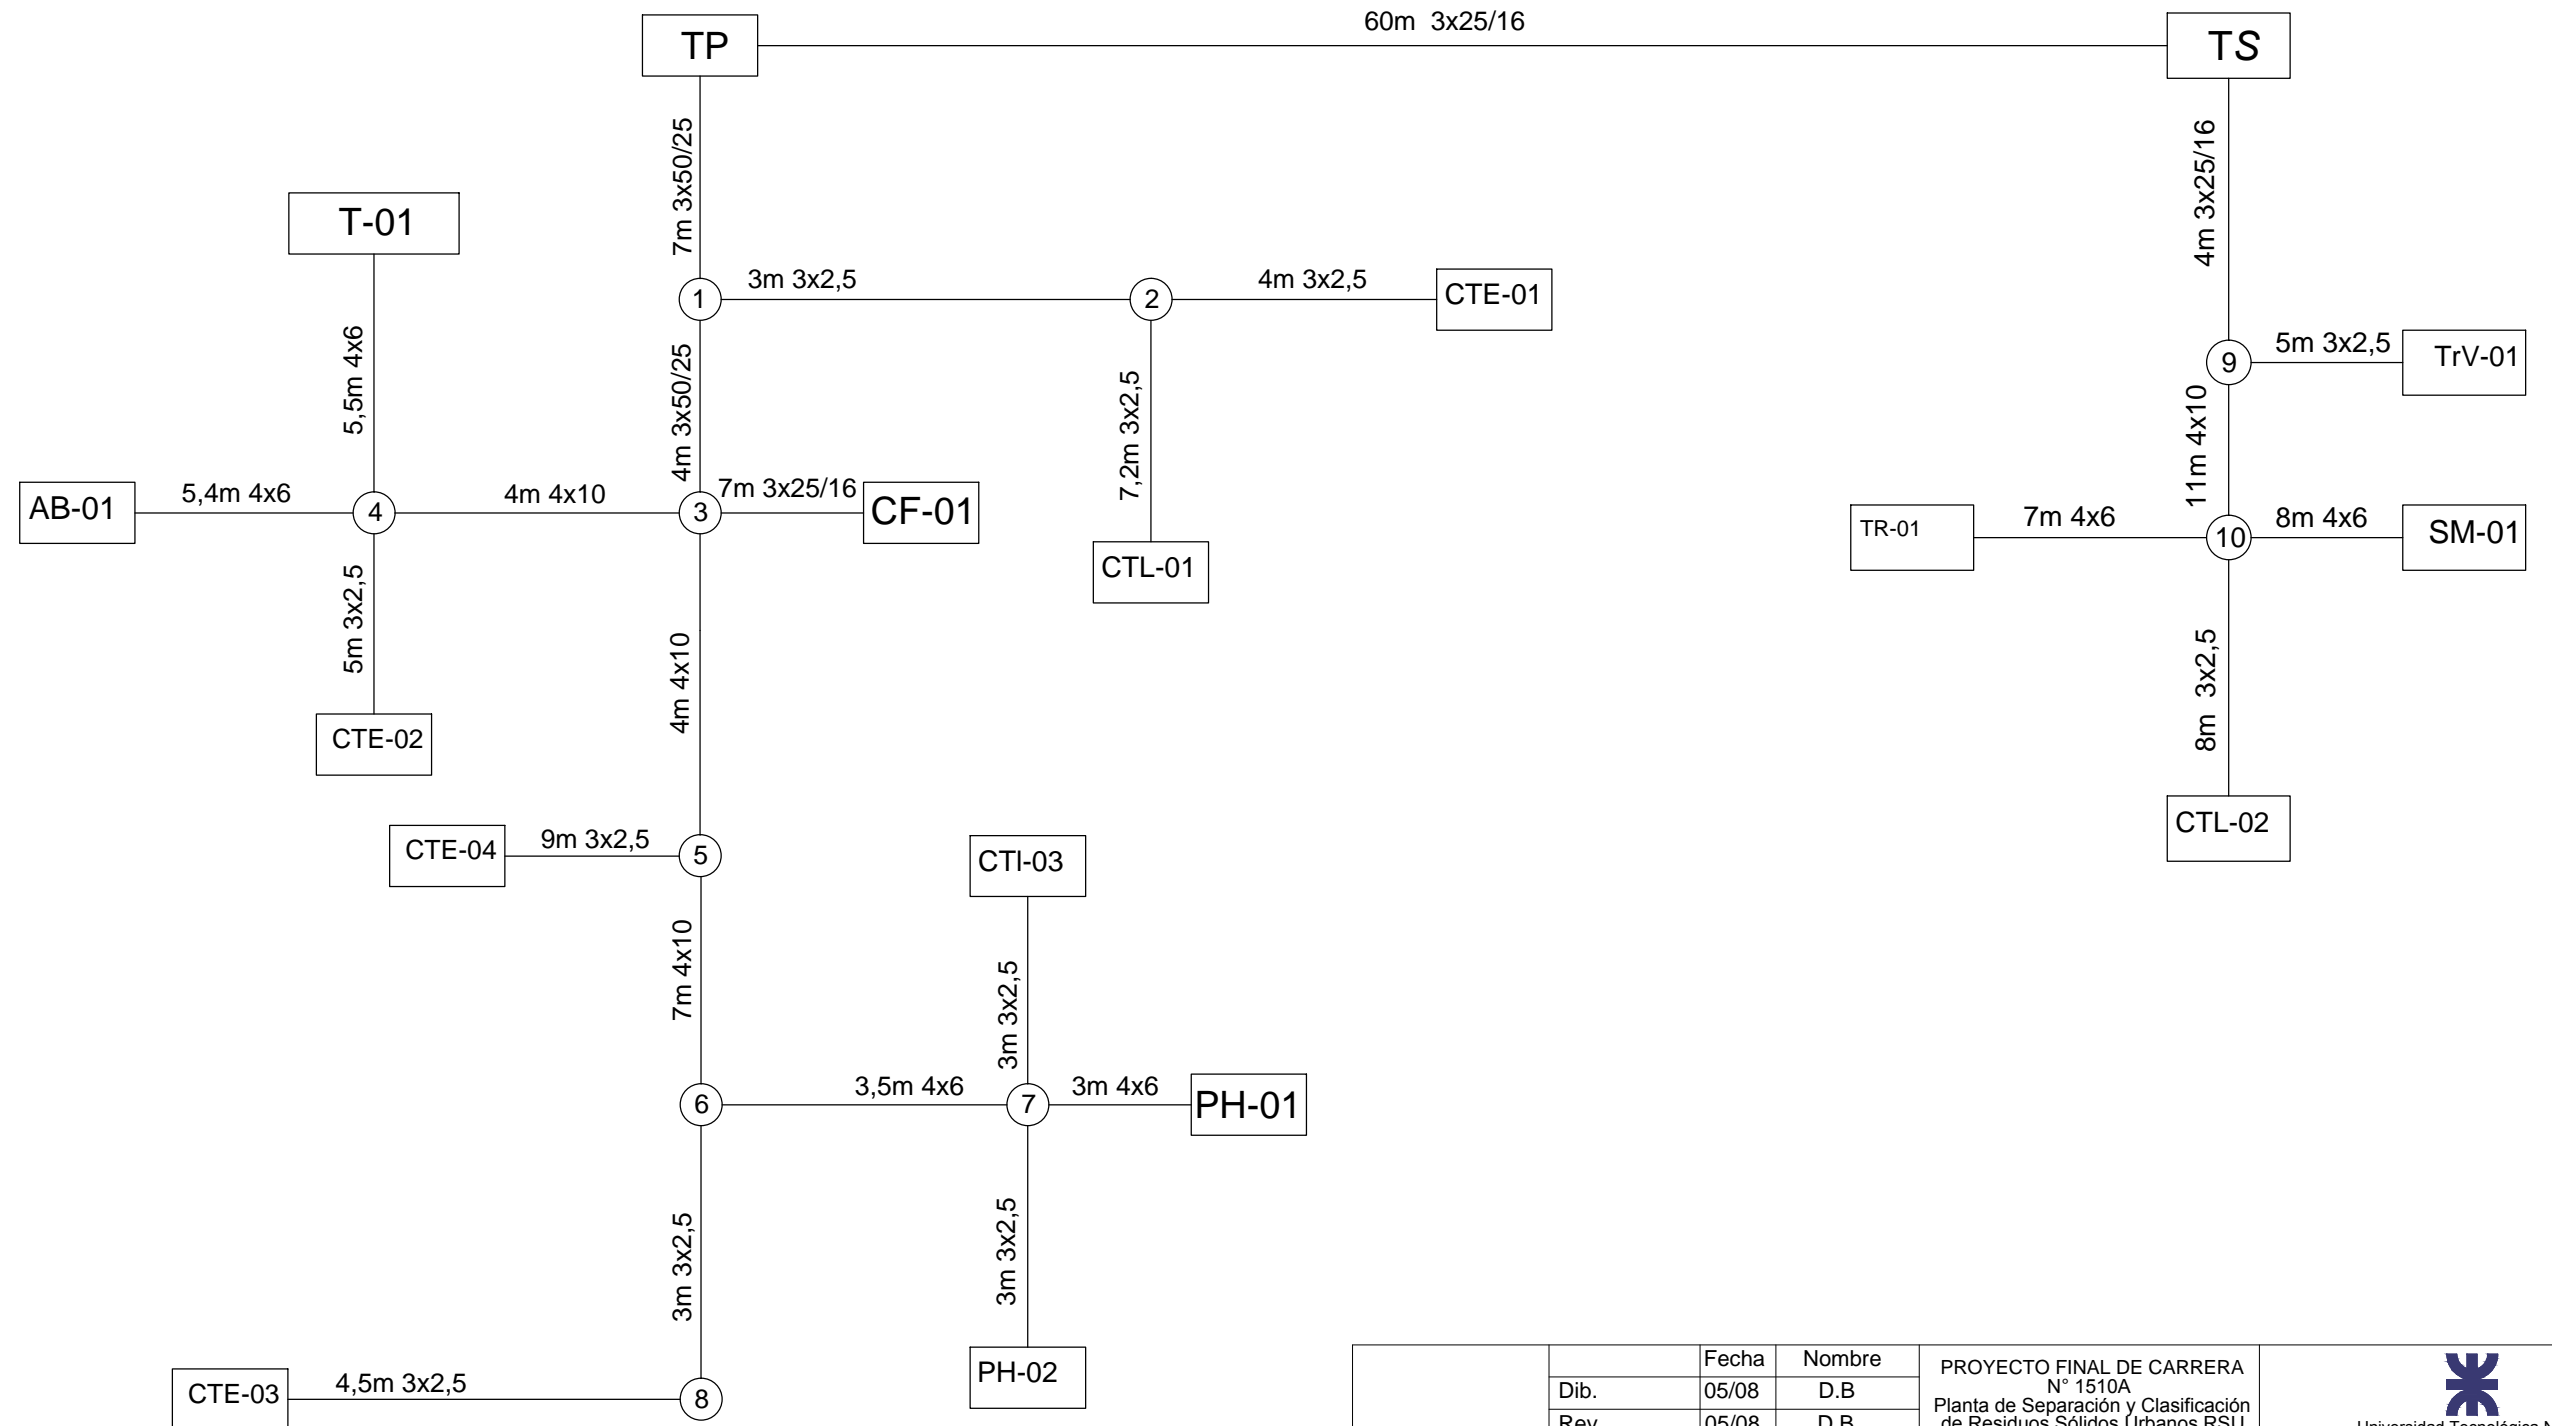 60m 3x25/16
TP
TS
7m 3x50/25
4m 3x25/16
T-01
3m 3x2,5
4m 3x2,5
CTE-01
1
2
5,5m 4x6
4m 3x50/25
7,2m 3x2,5
5m 3x2,5
TrV-01
9
11m 4x10
AB-01
5,4m 4x6
4
4m 4x10
3
7m 3x25/16
CF-01
TR-01
7m 4x6
10
8m 4x6
SM-01
CTL-01
5m 3x2,5
4m 4x10
8m 3x2,5
CTE-02
CTL-02
CTE-04
9m 3x2,5
5
CTI-03
7m 4x10
3m 3x2,5
6
3,5m 4x6
7
3m 4x6
PH-01
3m 3x2,5
3m 3x2,5
PH-02
CTE-03
4,5m 3x2,5
8
Fecha
Nombre
Dib.
05/08
D.B
Rev
05/08
D.B
PROYECTO FINAL DE CARRERA
N° 1510A
Planta de Separación y Clasificación
de Residuos Sólidos Urbanos RSU
Universidad Tecnológica N